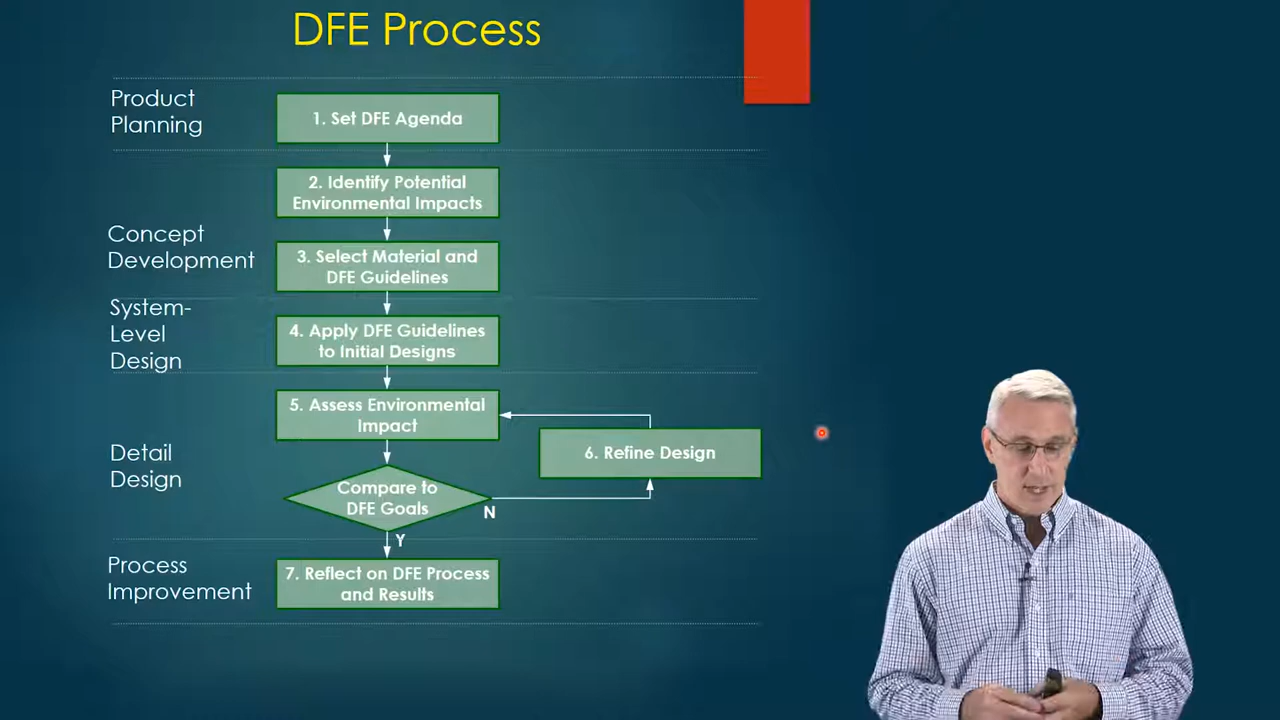 DFE Process
Product
Planning
1. Set DFE Agenda
2. Identify Potential
Environmental Impacts
Concept
Development
3. Select Material and
DFE Guidelines
System-
Level
Design
4. Apply DFE Guidelines
to Initial Designs
5. Assess Environmental
Impact
Detail
Design
6. Refine Design
Compare to
DFE Goals
N
Y
Process
Improvement
7. Reflect on DFE Process
and Results